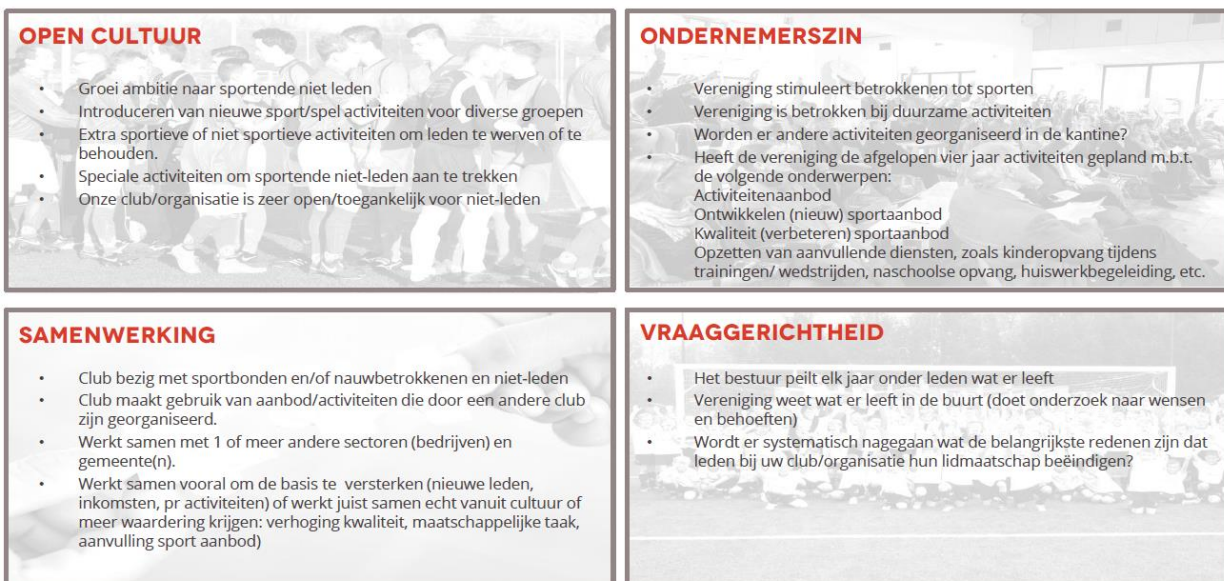 OPEN CULTUUR
• Groei ambitie naar sportende niet leden
• Introduceren van nieuwe sport/spel activiteiten voor diverse groepen
• Extra sportieve of niet sportieve activiteiten om leden te werven of te
behouden.
• Speciale activiteiten om sportende niet-leden aan te trekken
• Onze club/organisatie is zeer open/toegankelijk voor niet-leden
ONDERNEMERSZIN
• Vereniging stimuleert betrokkenen tot sporten
• Vereniging is betrokken bij duurzame activiteiten
• Worden er andere activiteiten georganiseerd in de kantine?
• Heeft de vereniging de afgelopen vier jaar activiteiten gepland m.b.t.
de volgende onderwerpen:
Activiteitenaanbod
Ontwikkelen (nieuw) sportaanbod
Kwaliteit (verbeteren) sportaanbod
Opzetten van aanvullende diensten, zoals kinderopvang tijdens
trainingen/ wedstrijden, naschoolse opvang, huiswerkbegeleiding, etc.
SAMENWERKING
• Club bezig met sportbonden en/of nauwbetrokkenen en niet-leden
• Club maakt gebruik van aanbod/activiteiten die door een andere club
zijn georganiseerd.
• Werkt samen met 1 of meer andere sectoren (bedrijven) en
gemeente(n).
• Werkt samen vooral om de basis te versterken (nieuwe leden,
inkomsten, pr activiteiten) of werkt juist samen echt vanuit cultuur of
meer waardering krijgen: verhoging kwaliteit, maatschappelijke taak,
aanvulling sport aanbod)
VRAAGGERICHTHEID
• Het bestuur peilt elk jaar onder leden wat er leeft
• Vereniging weet wat er leeft in de buurt (doet onderzoek naar wensen
en behoeften)
• Wordt er systematisch nagegaan wat de belangrijkste redenen zijn dat
leden bij uw club/organisatie hun lidmaatschap beëindigen?